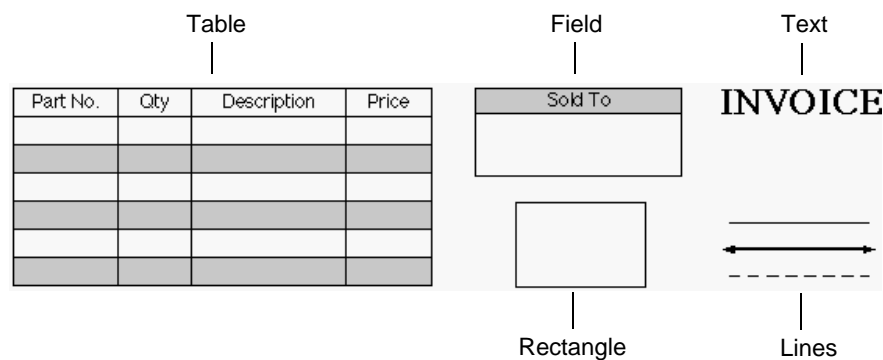 Table Field Text
Part No. Qty Description Price
Sold To
INVOICE
Rectangle Lines